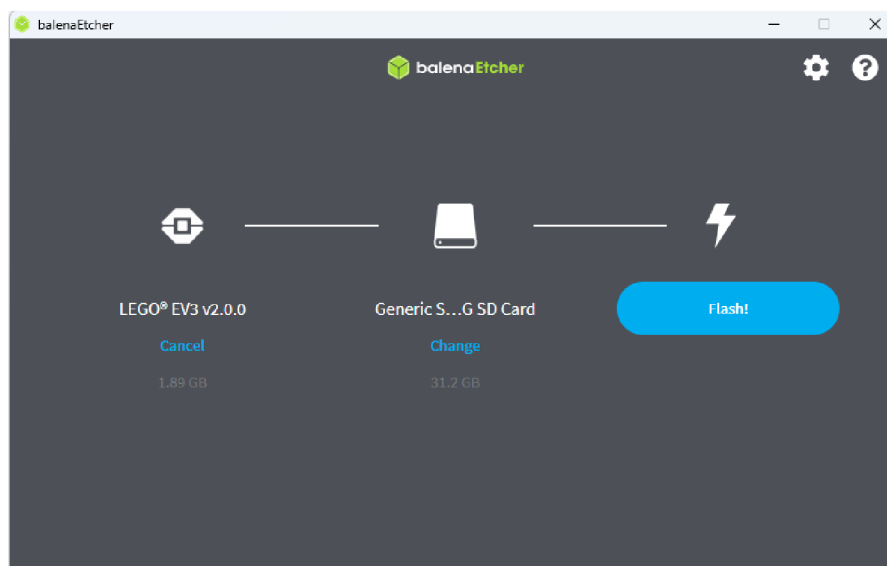 balenaEtcher
balenaEtcher
LEGO® EV3 v2.0.0
Generic S...G SD Card
Flash!
Cancel
Change
1.89 GB
31.2 GB